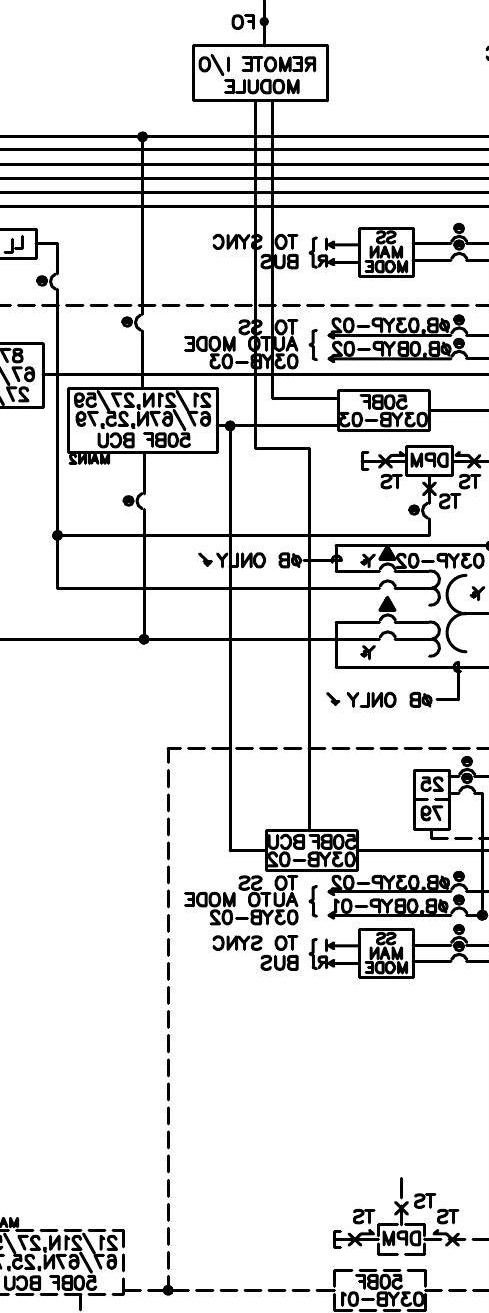 FO
REMOTE I/O
MODULE
LL
TO SYNC
BUS
R
SS
MAN
MODE
TO SS
AUTO MODE
03YB-03
ØB,03YP-02
ØB,0BYP-02
87
67/
27
21/21N,27/59
67/67N,25,79
50BF BCU
MAIN2
50BF
03YB-03
DPM
TS
TS
TS
ØB ONLY
03YP-02
Y
Y
Y
ØB ONLY
25
79
50BF BCU
03YB-02
TO SS
AUTO MODE
03YB-02
ØB,03YP-02
ØB,0BYP-01
TO SYNC
BUS
R
SS
MAN
MODE
TS
TS
TS
DPM
MA
21/21N,27/5
67/67N,25,7
50BF BCU
50BF
03YB-01